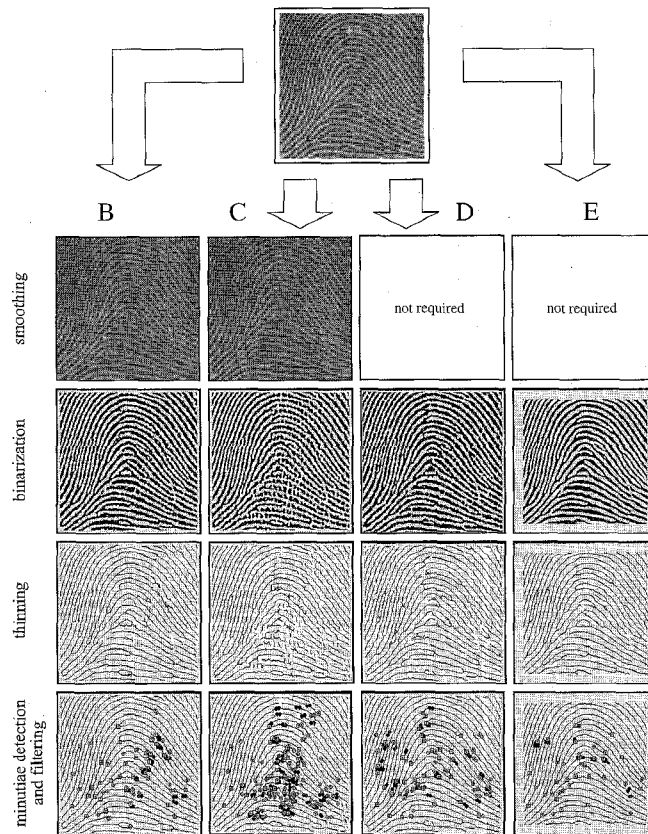 B C D E
smoothing
not required
not required
binarization
thinning
minutiae detection
and filtering